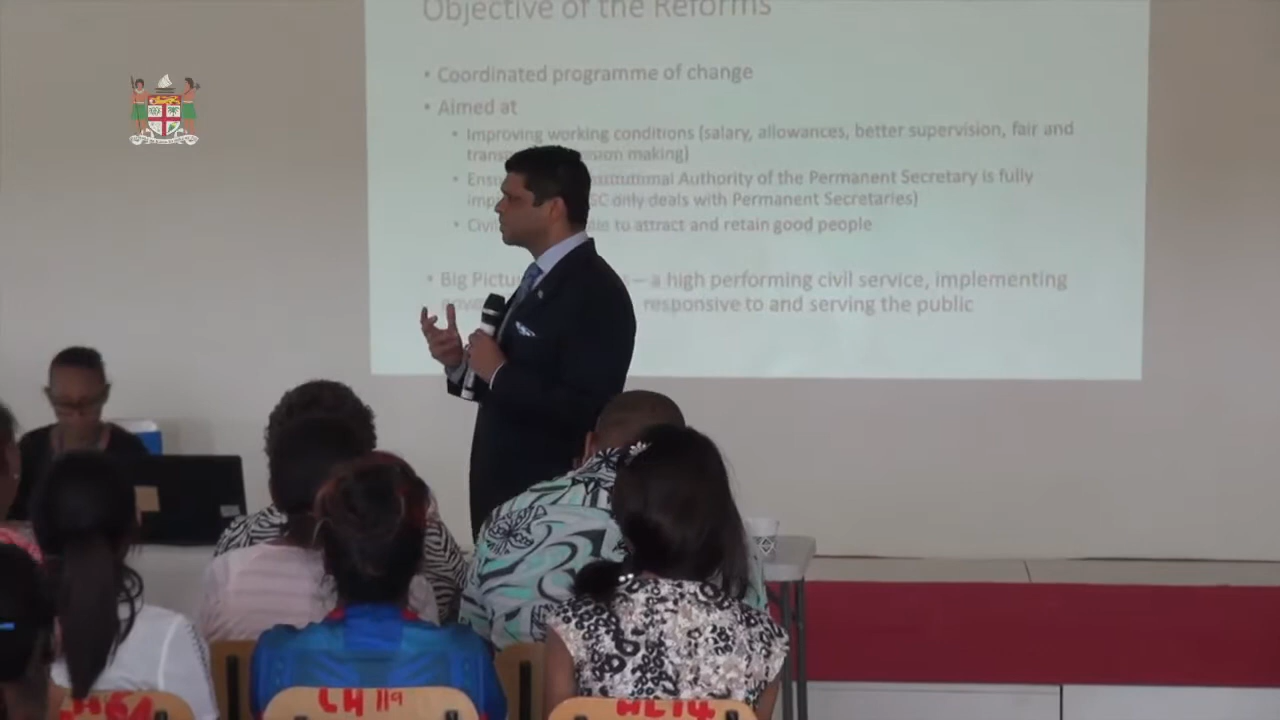 Objective of the Reforms
• Coordinated programme of change
• Aimed at
• Improving working conditions (salary, allowances, better supervision, fair and
making)
• Authority of the Permanent Secretary is fully
only deals with Permanent Secretaries)
• to attract and retain good people
• Big – a high performing civil service, implementing
responsive to and serving the public
LH 119